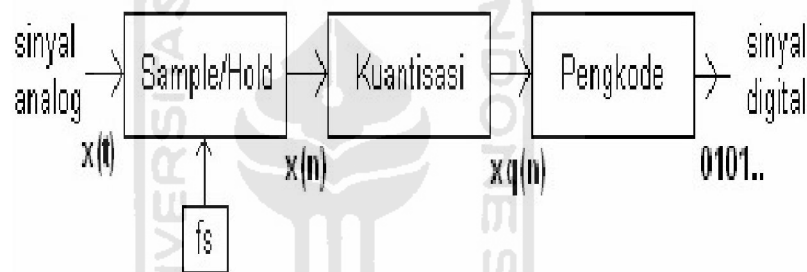 sinyal
analog
Sample/Hold
Kuantisasi
Pengkode
sinyal
digital
x(t)
x(n)
xq(n)
0101..
fs